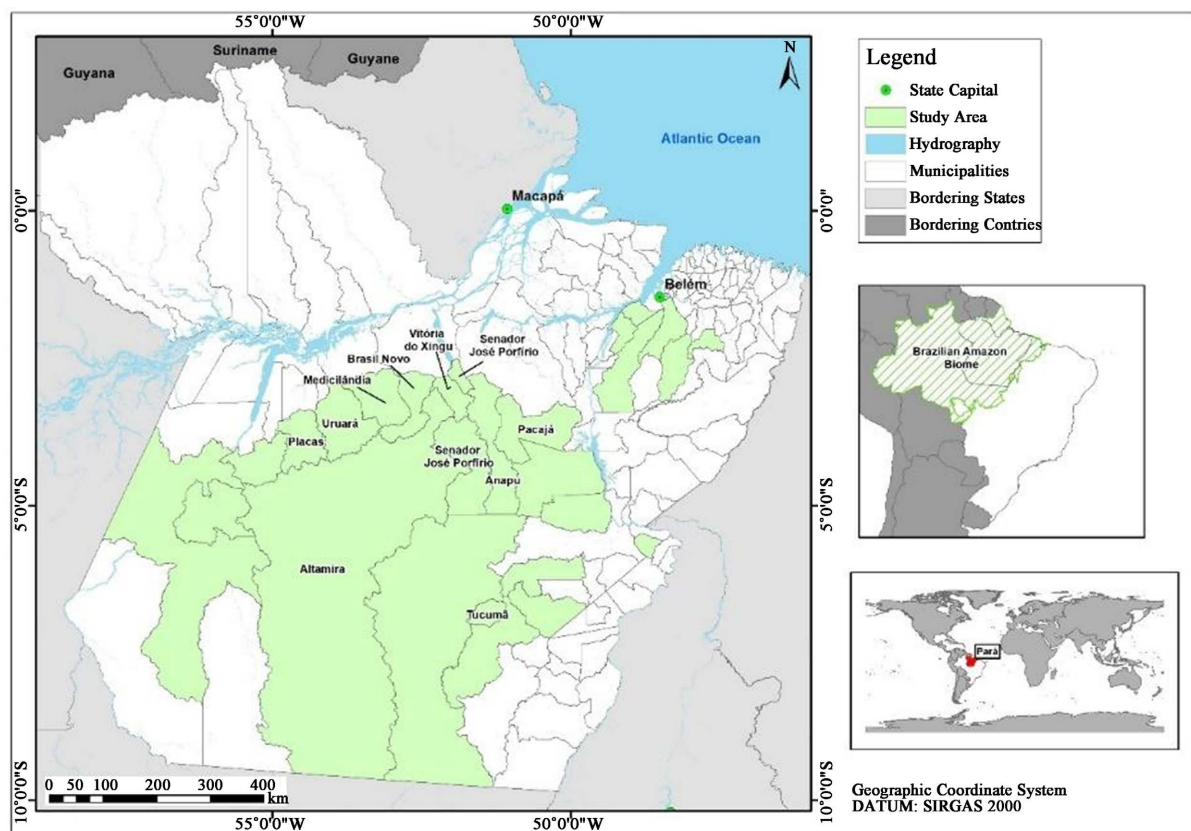 55°0'0"W
50°0'0"W
Guyana
Suriname
Guyane
N
Atlantic Ocean
Macapá
0°0'0"
0°0'0"
Belém
Vitória
do Xingu
Senador
José Porfírio
Brasil Novo
Medicilândia
Uruará
Placas
Pacajá
Senador
José Porfírio
Anapú
5°0'0"S
5°0'0"S
Altamira
Tucumã
0 50 100 200 300 400
km
10°0'0"S
10°0'0"S
55°0'0"W
50°0'0"W
Legend
State Capital
Study Area
Hydrography
Municipalities
Bordering States
Bordering Contries
Brazilian Amazon
Biome
Pará
Geographic Coordinate System
DATUM: SIRGAS 2000